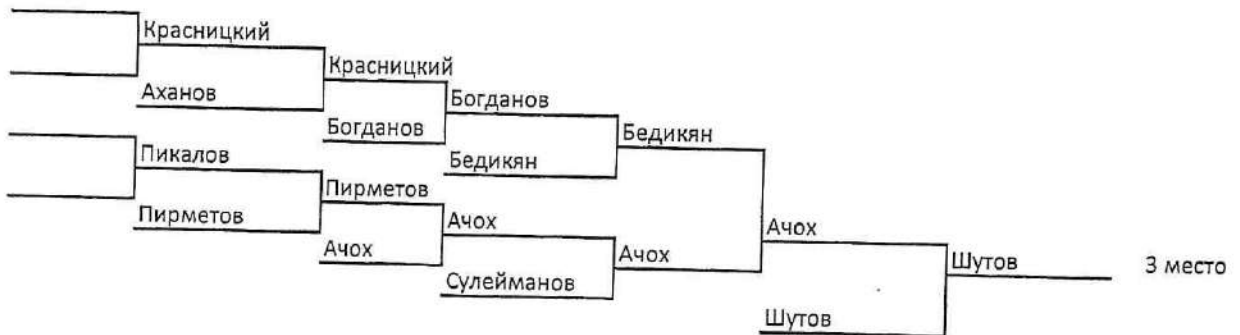 Красницкий
Красницкий
Аханов
Богданов
Богданов
Бедикян
Бедикян
Пикалов
Пирметов
Пирметов
Ачох
Ачох
Ачох
Ачох
Сулейманов
Шутов
3 место
Шутов